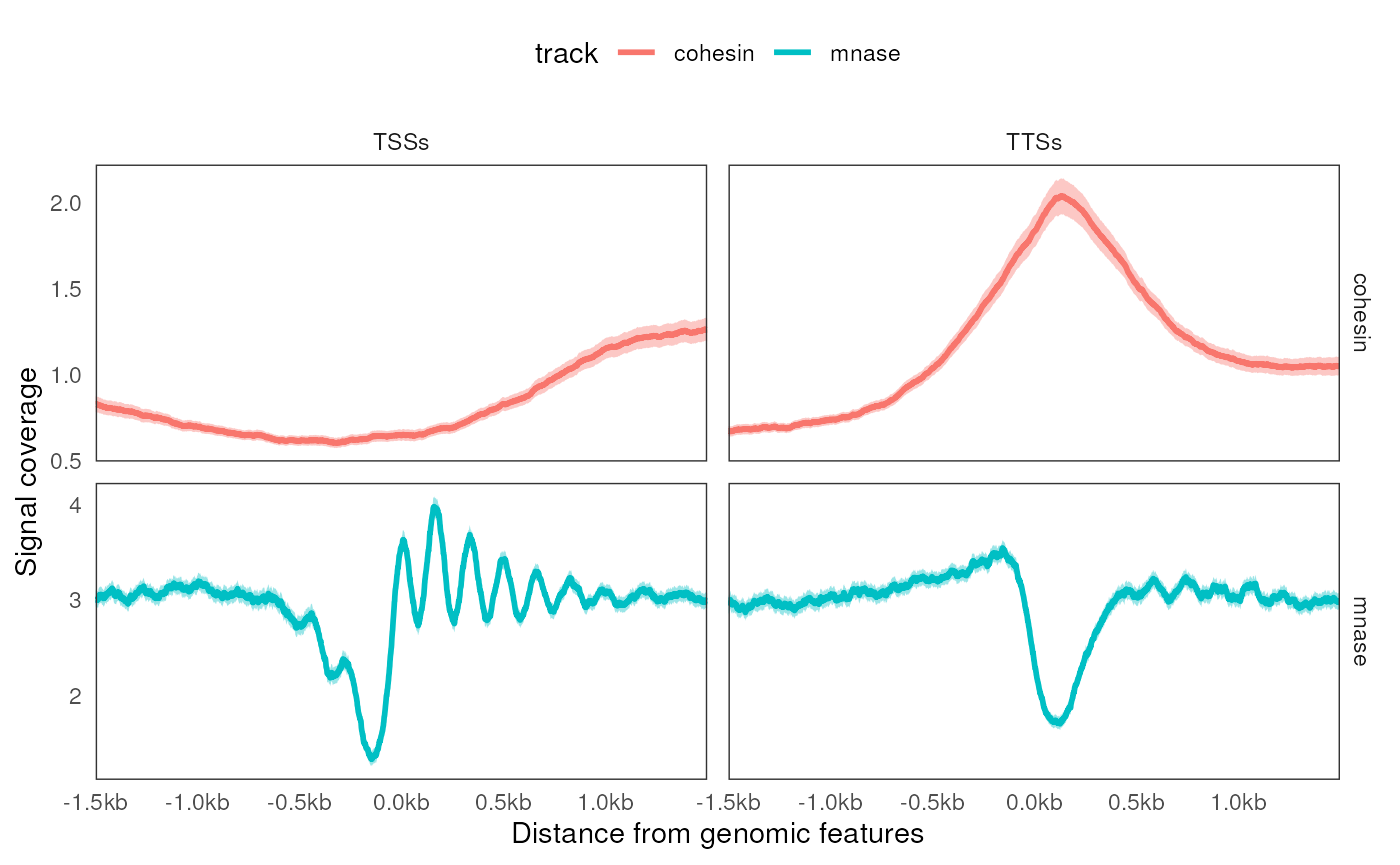 track cohesin mnase
TSSs TTSs
2.0
1.5
1.0
0.5
cohesin
4
3
2
mnase
Signal coverage
-1.5kb -1.0kb -0.5kb 0.0kb 0.5kb 1.0kb -1.5kb -1.0kb -0.5kb 0.0kb 0.5kb 1.0kb
Distance from genomic features